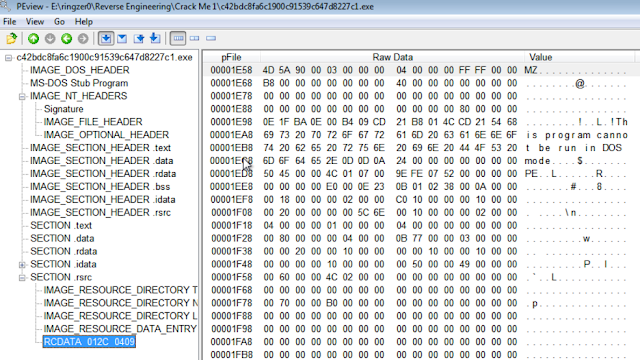 PEview - E:\ringzer0\Reverse Engineering\Crack Me 1\c42bdc8fa6c1900c91539c647d8227c1.exe
File View Go Help
c42bdc8fa6c1900c91539c647d8227c1.exe
IMAGE_DOS_HEADER
MS-DOS Stub Program
IMAGE_NT_HEADERS
Signature
IMAGE_FILE_HEADER
IMAGE_OPTIONAL_HEADER
IMAGE_SECTION_HEADER .text
IMAGE_SECTION_HEADER .data
IMAGE_SECTION_HEADER .rdata
IMAGE_SECTION_HEADER .bss
IMAGE_SECTION_HEADER .idata
IMAGE_SECTION_HEADER .rsrc
SECTION .text
SECTION .data
SECTION .rdata
SECTION .idata
SECTION .rsrc
IMAGE_RESOURCE_DIRECTORY T
IMAGE_RESOURCE_DIRECTORY N
IMAGE_RESOURCE_DIRECTORY L
IMAGE_RESOURCE_DATA_ENTRY
RCDATA 012C 0409
pFile Raw Data Value
00001E58 4D 5A 90 00 03 00 00 00 04 00 00 00 FF FF 00 00 MZ..............
00001E68 B8 00 00 00 00 00 00 00 40 00 00 00 00 00 00 00 ........@.......
00001E78 00 00 00 00 00 00 00 00 00 00 00 00 00 00 00 00 ................
00001E88 00 00 00 00 00 00 00 00 00 00 00 00 80 00 00 00 ................
00001E98 0E 1F BA 0E 00 B4 09 CD 21 B8 01 4C CD 21 54 68 ........!..L.!Th
00001EA8 69 73 20 70 72 6F 67 72 61 6D 20 63 61 6E 6E 6F is program canno
00001EB8 74 20 62 65 20 72 75 6E 20 69 6E 20 44 4F 53 20 t be run in DOS
00001EC8 6D 6F 64 65 2E 0D 0D 0A 24 00 00 00 00 00 00 00 mode....$.......
00001ED8 50 45 00 00 4C 01 07 00 9E FE 07 52 00 00 00 00 PE..L......R....
00001EE8 00 00 00 00 E0 00 0E 23 0B 01 02 38 00 0A 00 00 .......#...8....
00001EF8 00 18 00 00 00 02 00 00 C0 10 00 00 00 10 00 00 ................
00001F08 00 20 00 00 00 00 5C 6E 00 10 00 00 00 02 00 00 . ....\n........
00001F18 04 00 00 00 01 00 00 00 04 00 00 00 00 00 00 00 ................
00001F28 00 80 00 00 00 04 00 00 0B 77 00 00 03 00 00 00 .........w......
00001F38 00 00 20 00 00 10 00 00 00 00 10 00 00 10 00 00 .. .............
00001F48 00 00 00 00 10 00 00 00 00 50 00 00 49 00 00 00 .........P..I...
00001F58 00 60 00 00 4C 02 00 00 00 00 00 00 00 00 00 00 .`..L...........
00001F68 00 00 00 00 00 00 00 00 00 00 00 00 00 00 00 00 ................
00001F78 00 70 00 00 B0 00 00 00 00 00 00 00 00 00 00 00 .p..............
00001F88 00 00 00 00 00 00 00 00 00 00 00 00 00 00 00 00 ................
00001F98 00 00 00 00 00 00 00 00 00 00 00 00 00 00 00 00 ................
00001FA8 00 00 00 00 00 00 00 00 00 00 00 00 00 00 00 00 ................
00001FB8 00 00 00 00 00 00 00 00 00 00 00 00 00 00 00 00 ................